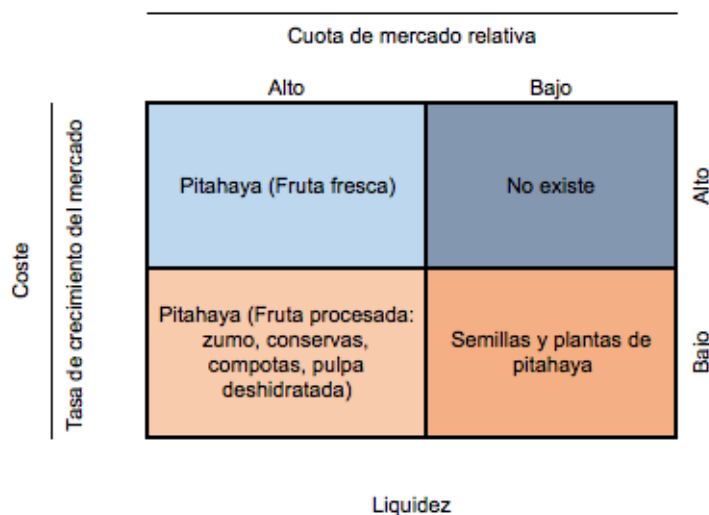 Cuota de mercado relativa
Alto
Bajo
Coste
Tasa de crecimiento del mercado
Pitahaya (Fruta fresca)
No existe
Alto
Pitahaya (Fruta procesada:
zumo, conservas,
compotas, pulpa
deshidratada)
Semillas y plantas de
pitahaya
Bajo
Liquidez